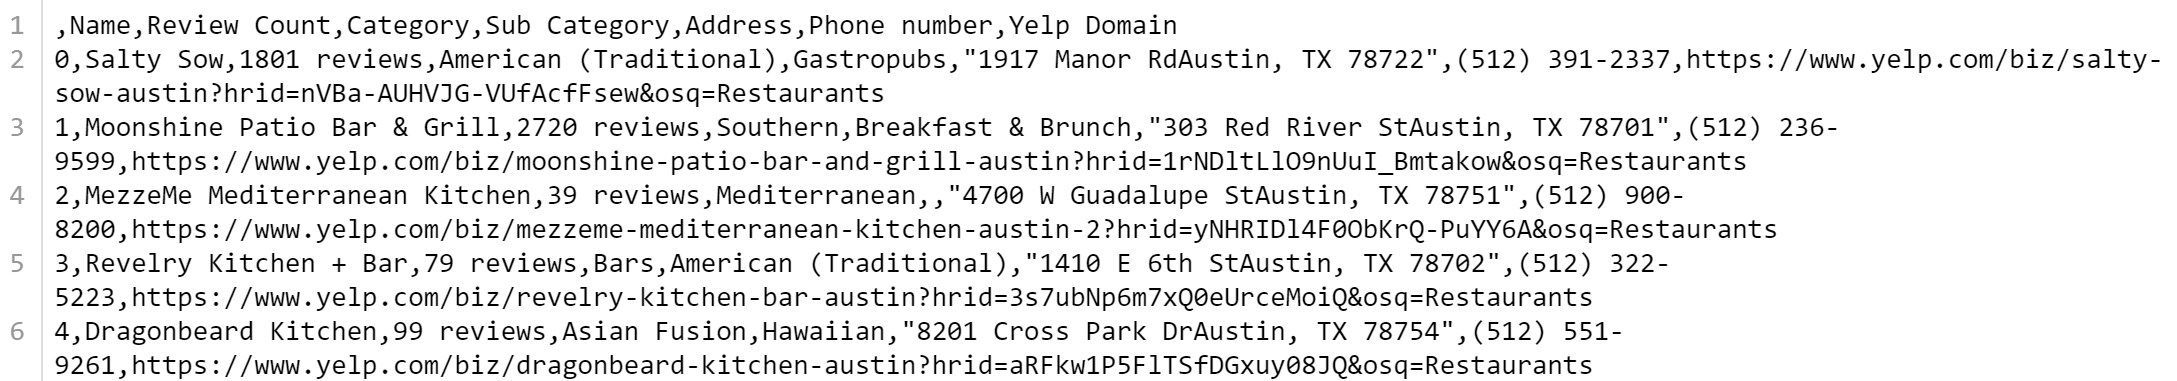 1 ,Name,Review Count,Category,Sub Category,Address,Phone number,Yelp Domain
2 0,Salty Sow,1801 reviews,American (Traditional),Gastropubs,"1917 Manor RdAustin, TX 78722",(512) 391-2337,https://www.yelp.com/biz/salty-
sow-austin?hrid=nVBa-AUHVJG-VUfAcfFsew&osq=Restaurants
3 1,Moonshine Patio Bar & Grill,2720 reviews,Southern,Breakfast & Brunch,"303 Red River StAustin, TX 78701",(512) 236-
9599,https://www.yelp.com/biz/moonshine-patio-bar-and-grill-austin?hrid=1rNDltLlO9nUuI_Bmtakow&osq=Restaurants
4 2,MezzeMe Mediterranean Kitchen,39 reviews,Mediterranean,,"4700 W Guadalupe StAustin, TX 78751",(512) 900-
8200,https://www.yelp.com/biz/mezzeme-mediterranean-kitchen-austin-2?hrid=yNHRIDl4F0ObKrQ-PuYY6A&osq=Restaurants
5 3,Revelry Kitchen + Bar,79 reviews,Bars,American (Traditional),"1410 E 6th StAustin, TX 78702",(512) 322-
5223,https://www.yelp.com/biz/revelry-kitchen-bar-austin?hrid=3s7ubNp6m7xQ0eUrceMoiQ&osq=Restaurants
6 4,Dragonbeard Kitchen,99 reviews,Asian Fusion,Hawaiian,"8201 Cross Park DrAustin, TX 78754",(512) 551-
9261,https://www.yelp.com/biz/dragonbeard-kitchen-austin?hrid=aRFkw1P5FlTSfDGxuy08JQ&osq=Restaurants